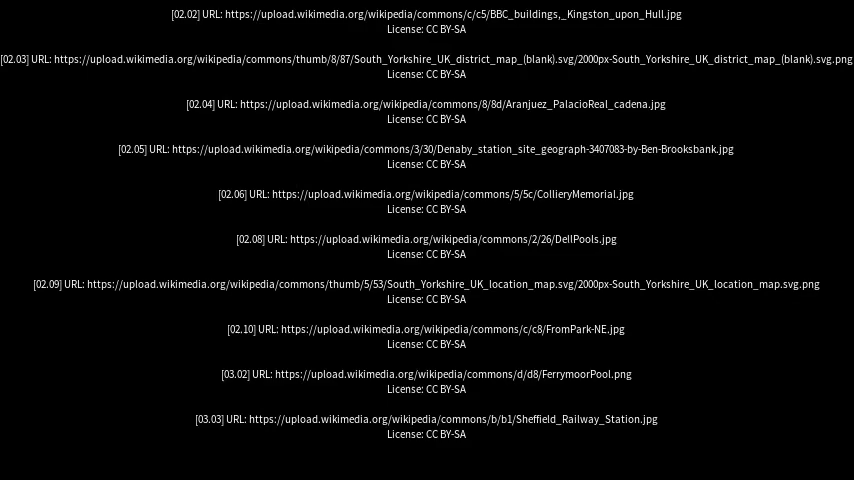 [02.02] URL: https://upload.wikimedia.org/wikipedia/commons/c/c5/BBC_buildings,_Kingston_upon_Hull.jpg
License: CC BY-SA
[02.03] URL: https://upload.wikimedia.org/wikipedia/commons/thumb/8/87/South_Yorkshire_UK_district_map_(blank).svg/2000px-South_Yorkshire_UK_district_map_(blank).svg.png
License: CC BY-SA
[02.04] URL: https://upload.wikimedia.org/wikipedia/commons/8/8d/Aranjuez_PalacioReal_cadena.jpg
License: CC BY-SA
[02.05] URL: https://upload.wikimedia.org/wikipedia/commons/3/30/Denaby_station_site_geograph-3407083-by-Ben-Brooksbank.jpg
License: CC BY-SA
[02.06] URL: https://upload.wikimedia.org/wikipedia/commons/5/5c/CollieryMemorial.jpg
License: CC BY-SA
[02.08] URL: https://upload.wikimedia.org/wikipedia/commons/2/26/DellPools.jpg
License: CC BY-SA
[02.09] URL: https://upload.wikimedia.org/wikipedia/commons/thumb/5/53/South_Yorkshire_UK_location_map.svg/2000px-South_Yorkshire_UK_location_map.svg.png
License: CC BY-SA
[02.10] URL: https://upload.wikimedia.org/wikipedia/commons/c/c8/FromPark-NE.jpg
License: CC BY-SA
[03.02] URL: https://upload.wikimedia.org/wikipedia/commons/d/d8/FerrymoorPool.png
License: CC BY-SA
[03.03] URL: https://upload.wikimedia.org/wikipedia/commons/b/b1/Sheffield_Railway_Station.jpg
License: CC BY-SA